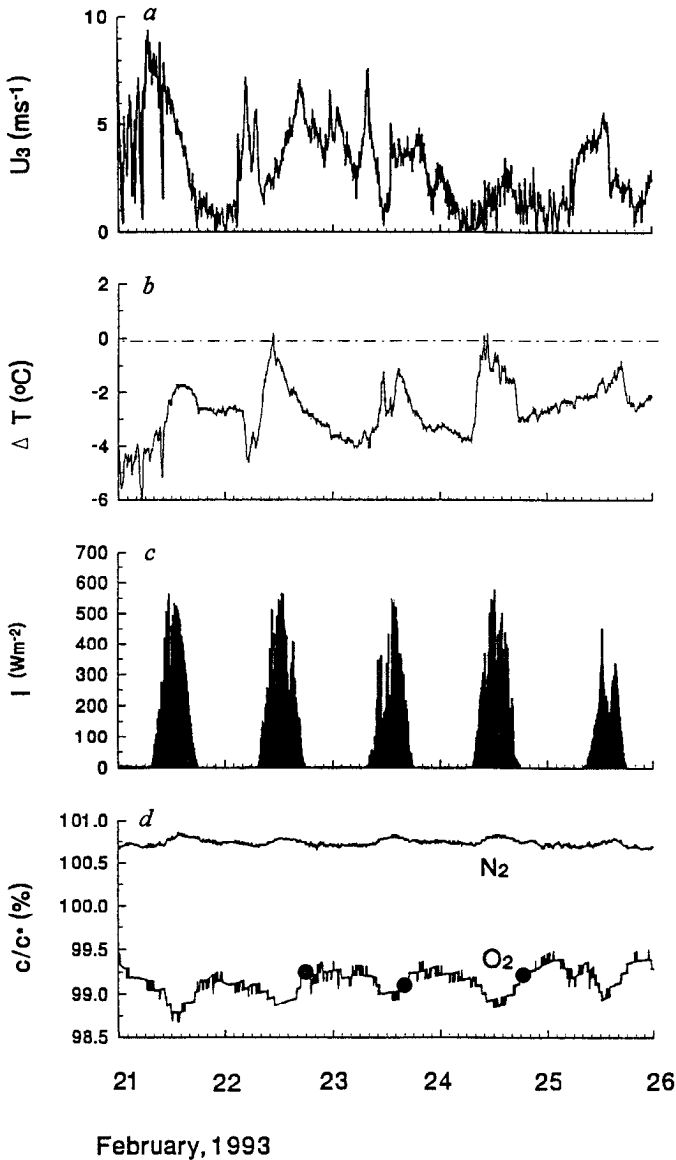 a
10
5
0
U3 (ms-1)
b
2
0
-2
-4
-6
Δ T (oC)
c
700
600
500
400
300
200
100
0
I (Wm-2)
d
101.0
100.5
100.0
99.5
99.0
98.5
c/c* (%)
N2
O2
21 22 23 24 25 26
February, 1993